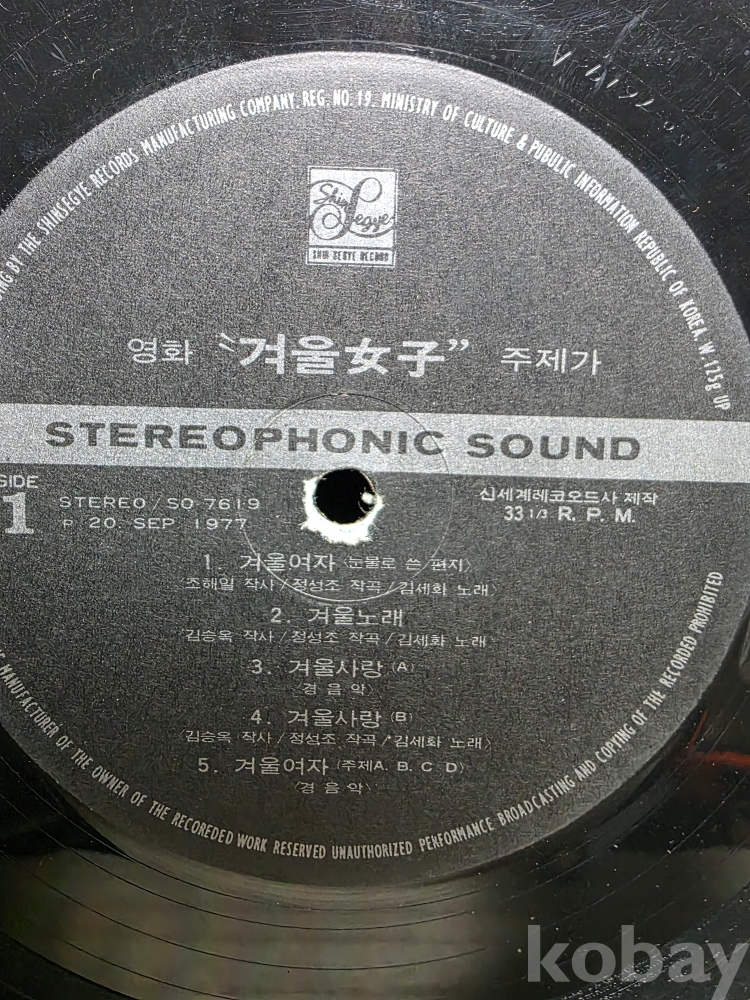 BY THE SHINSEGYE RECORDS MANUFACTURING COMPANY. REG. NO. 19. MINISTRY OF CULTURE & PUBULIC INFORMATION REPUBLIC OF KOREA. W. 125g UP
Shin Segye
SHIN SEGYE RECORD
영화 "겨울女子" 주제가
STEREOPHONIC SOUND
SIDE
1
STEREO/SO 7619
P 20. SEP. 1977
신세계레코오드사 제작
33 1/3 R. P. M.
1. 겨울여자 〈눈물로 쓴 편지〉
조해일 작사/정성조 작곡/김세화 노래〉
2. 겨울노래
〈김승옥 작사/정성조 작곡/김세화 노래〉
3. 겨울사랑 (A)
〈경음악〉
4. 겨울사랑 (B)
〈김승옥 작사/정성조 작곡/김세화 노래〉
5. 겨울여자 (주제A. B. C D)
〈경음악〉
MANUFACTURER OF THE OWNER OF THE RECOREDED WORK RESERVED UNAUTHORIZED PERFORMANCE BROADCASTING AND COPYING OF THE RECORDED PROHIBITED
kobay